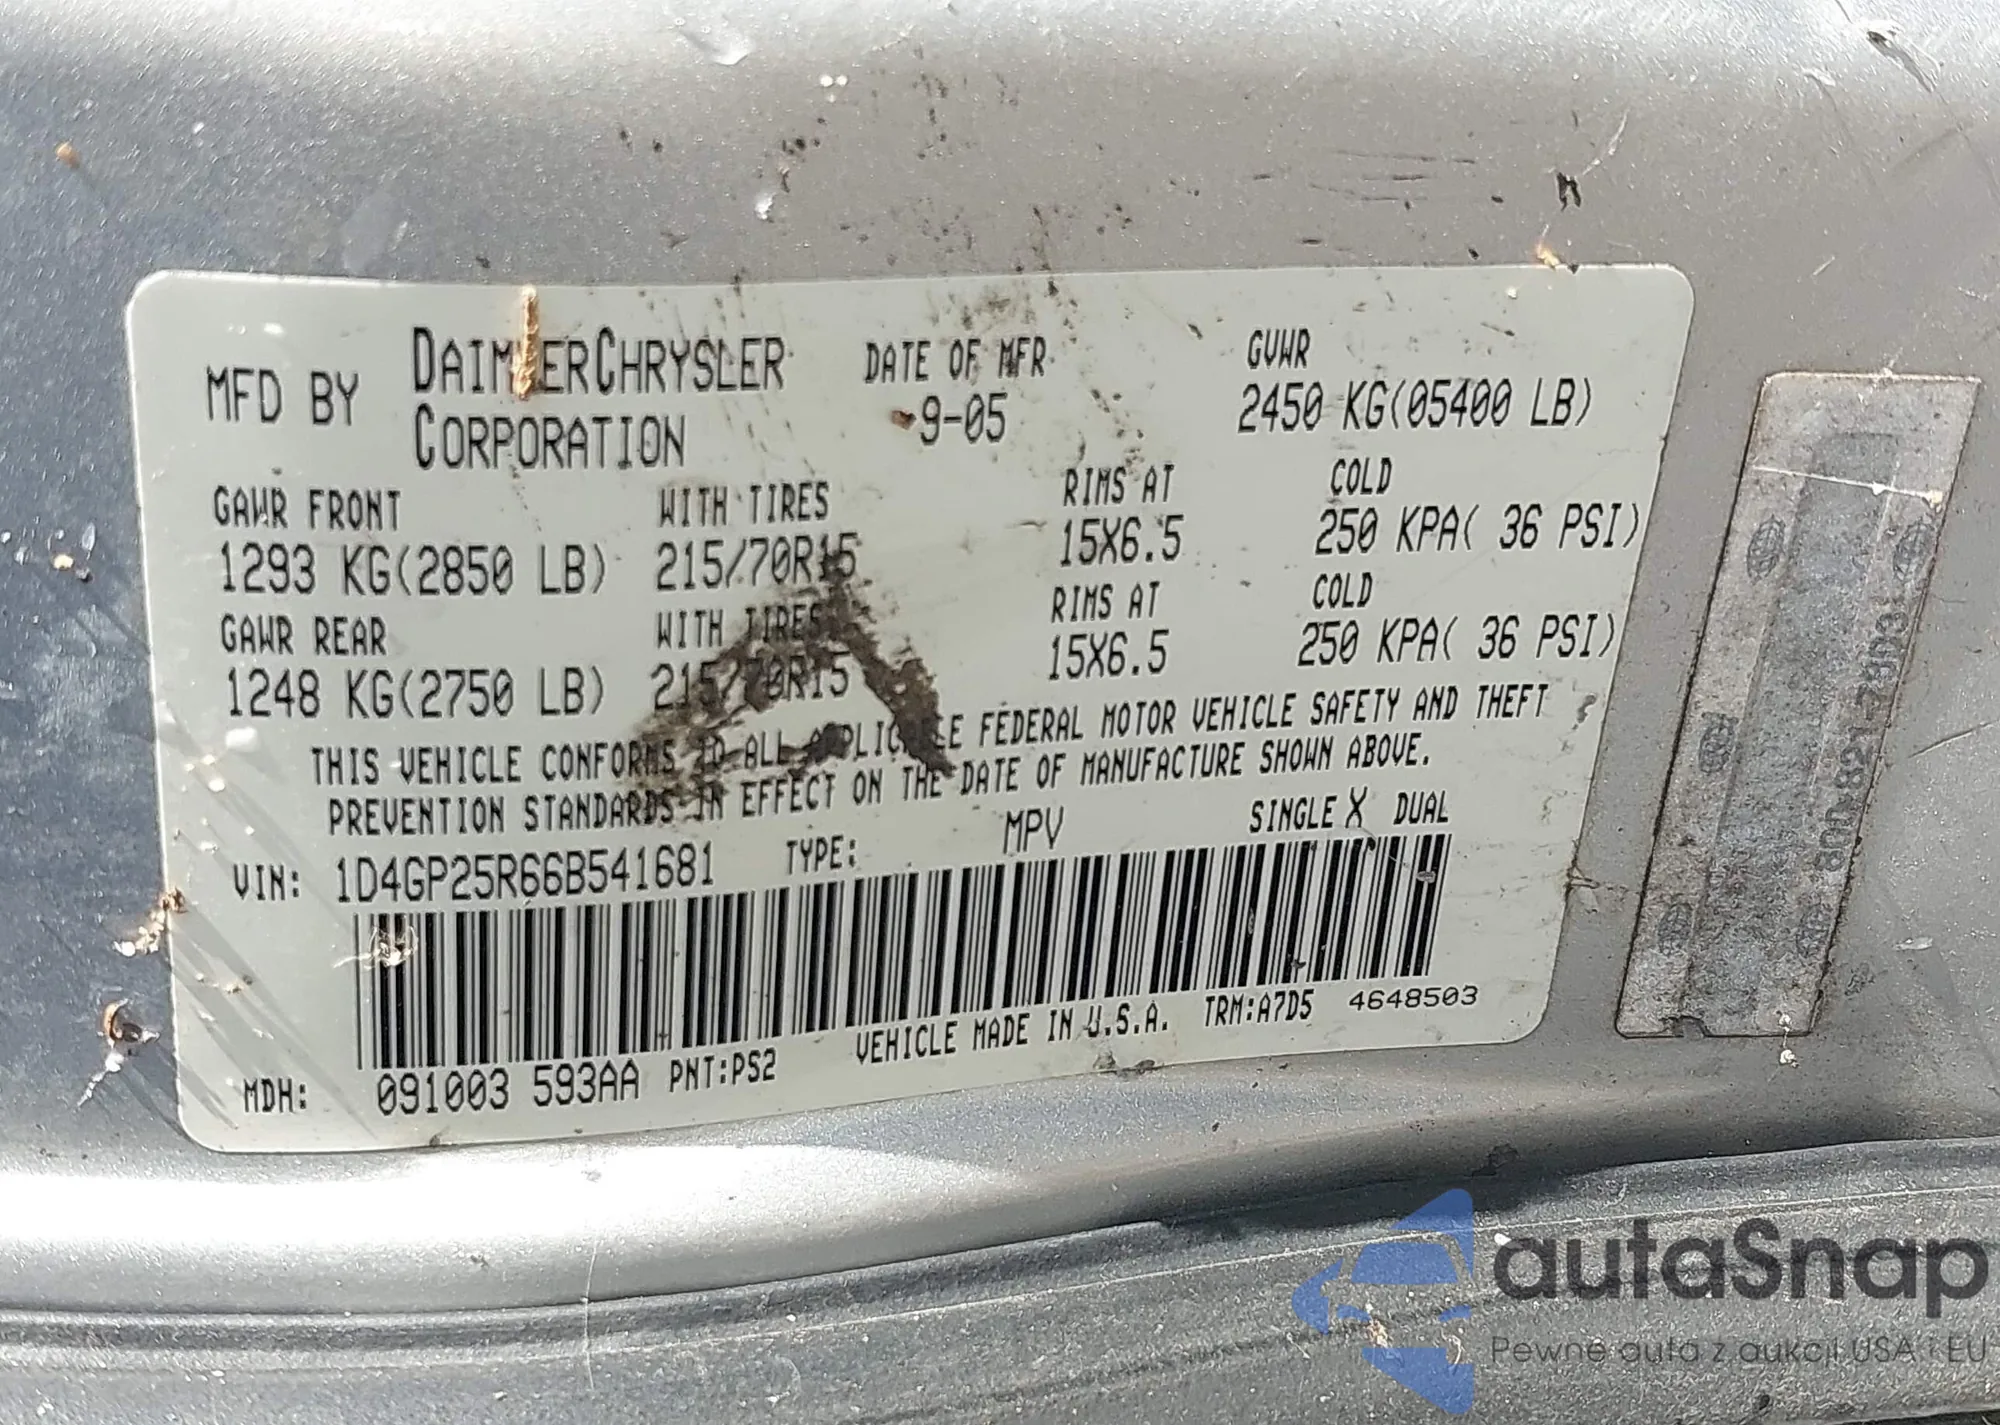 MFD BY DAIMLERCHRYSLER CORPORATION
DATE OF MFR 9-05
GVWR 2450 KG(05400 LB)
GAWR FRONT WITH TIRES RIMS AT COLD
1293 KG(2850 LB) 215/70R15 15X6.5 250 KPA( 36 PSI)
GAWR REAR WITH TIRES RIMS AT COLD
1248 KG(2750 LB) 215/70R15 15X6.5 250 KPA( 36 PSI)
THIS VEHICLE CONFORMS TO ALL APPLICABLE FEDERAL MOTOR VEHICLE SAFETY AND THEFT
PREVENTION STANDARDS IN EFFECT ON THE DATE OF MANUFACTURE SHOWN ABOVE.
VIN: 1D4GP25R66B541681 TYPE: MPV SINGLE X DUAL
MDH: 091003 593AA PNT:PS2 VEHICLE MADE IN U.S.A. TRM:A7D5 4648503
autaSnap
Pewne auta z aukcji USA i EU